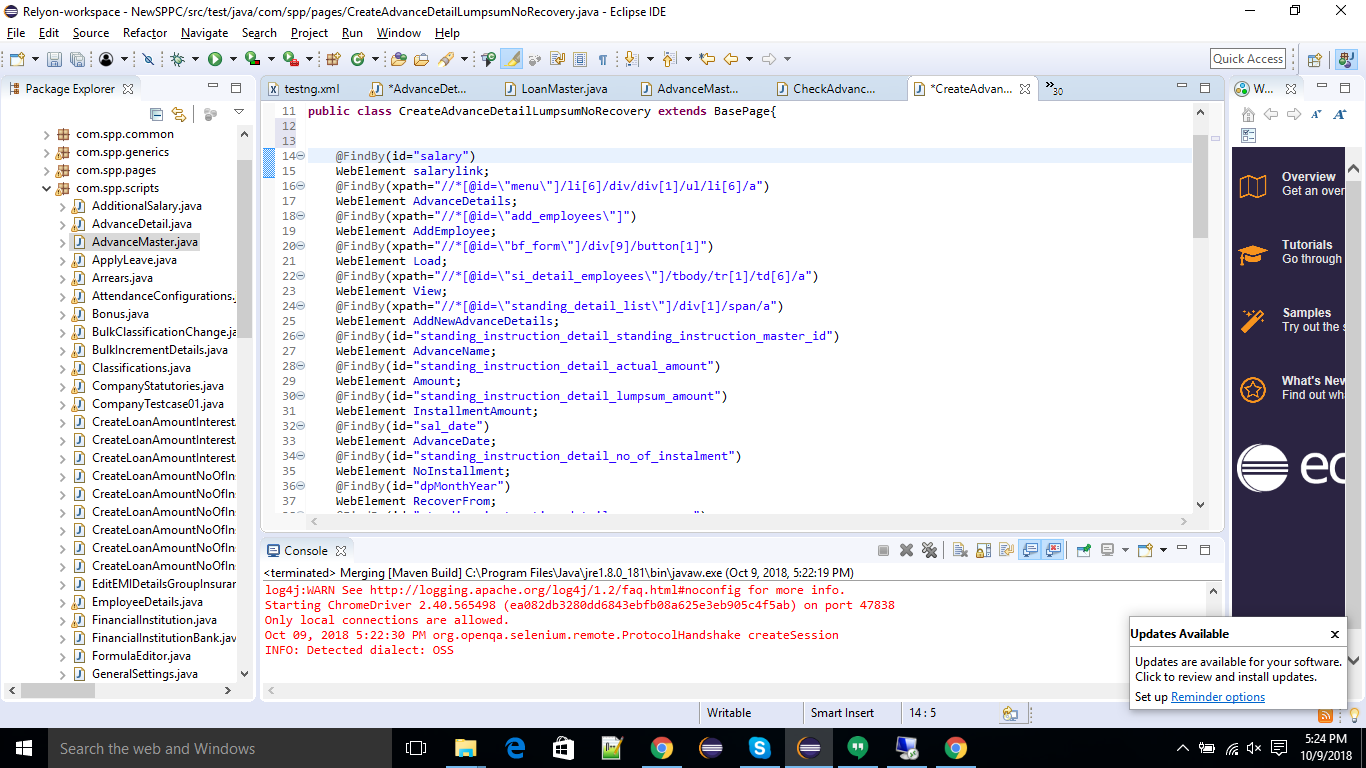 Relyon-workspace - NewSPPC/src/test/java/com/spp/pages/CreateAdvanceDetailLumpsumNoRecovery.java - Eclipse IDE
File Edit Source Refactor Navigate Search Project Run Window Help
Quick Access
Package Explorer
testng.xml
*AdvanceDet...
LoanMaster.java
AdvanceMast...
CheckAdvanc...
*CreateAdvan...
30
W...
com.spp.common
com.spp.generics
com.spp.pages
com.spp.scripts
AdditionalSalary.java
AdvanceDetail.java
AdvanceMaster.java
ApplyLeave.java
Arrears.java
AttendanceConfigurations.
Bonus.java
BulkClassificationChange.ja
BulkIncrementDetails.java
Classifications.java
CompanyStatutories.java
CompanyTestcase01.java
CreateLoanAmountInterest
CreateLoanAmountInterest
CreateLoanAmountInterest
CreateLoanAmountNoOfIn
CreateLoanAmountNoOfIn
CreateLoanAmountNoOfIn
CreateLoanAmountNoOfIn
CreateLoanAmountNoOfIn
CreateLoanAmountNoOfIn
EditEMIDetailsGroupInsurar
EmployeeDetails.java
FinancialInstitution.java
FinancialInstitutionBank.jav
FormulaEditor.java
GeneralSettings.java
11 public class CreateAdvanceDetailLumpsumNoRecovery extends BasePage{
12
13
14 @FindBy(id="salary")
15 WebElement salarylink;
16 @FindBy(xpath="//*[@id=\"menu\"]/li[6]/div/div[1]/ul/li[6]/a")
17 WebElement AdvanceDetails;
18 @FindBy(xpath="//*[@id=\"add_employees\"]")
19 WebElement AddEmployee;
20 @FindBy(xpath="//*[@id=\"bf_form\"]/div[9]/button[1]")
21 WebElement Load;
22 @FindBy(xpath="//*[@id=\"si_detail_employees\"]/tbody/tr[1]/td[6]/a")
23 WebElement View;
24 @FindBy(xpath="//*[@id=\"standing_detail_list\"]/div[1]/span/a")
25 WebElement AddNewAdvanceDetails;
26 @FindBy(id="standing_instruction_detail_standing_instruction_master_id")
27 WebElement AdvanceName;
28 @FindBy(id="standing_instruction_detail_actual_amount")
29 WebElement Amount;
30 @FindBy(id="standing_instruction_detail_lumpsum_amount")
31 WebElement InstallmentAmount;
32 @FindBy(id="sal_date")
33 WebElement AdvanceDate;
34 @FindBy(id="standing_instruction_detail_no_of_instalment")
35 WebElement NoInstallment;
36 @FindBy(id="dpMonthYear")
37 WebElement RecoverFrom;
Overview
Get an over
Tutorials
Go through
Samples
Try out the s
What's New
Find out wha
ec
Console
<terminated> Merging [Maven Build] C:\Program Files\Java\jre1.8.0_181\bin\javaw.exe (Oct 9, 2018, 5:22:19 PM)
log4j:WARN See http://logging.apache.org/log4j/1.2/faq.html#noconfig for more info.
Starting ChromeDriver 2.40.565498 (ea082db3280dd6843ebfb08a625e3eb905c4f5ab) on port 47838
Only local connections are allowed.
Oct 09, 2018 5:22:30 PM org.openqa.selenium.remote.ProtocolHandshake createSession
INFO: Detected dialect: OSS
Updates Available
Updates are available for your software.
Click to review and install updates.
Set up Reminder options
Writable
Smart Insert
14 : 5
Search the web and Windows
5:24 PM
10/9/2018